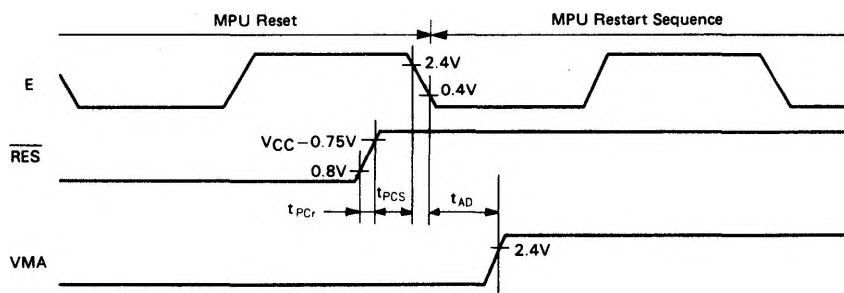 MPU Reset
MPU Restart Sequence
E
2.4V
0.4V
RES
VCC−0.75V
0.8V
tPCr
tPCS
tAD
VMA
2.4V